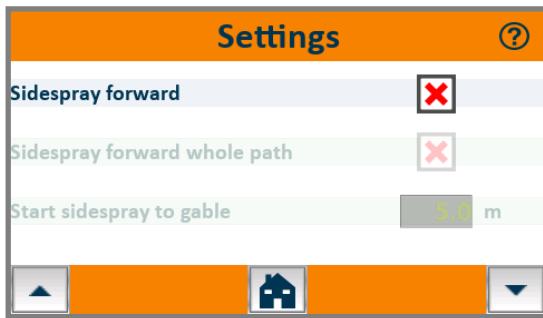 Settings ?
Sidespray forward
Sidespray forward whole path
Start sidespray to gable 5.0 m